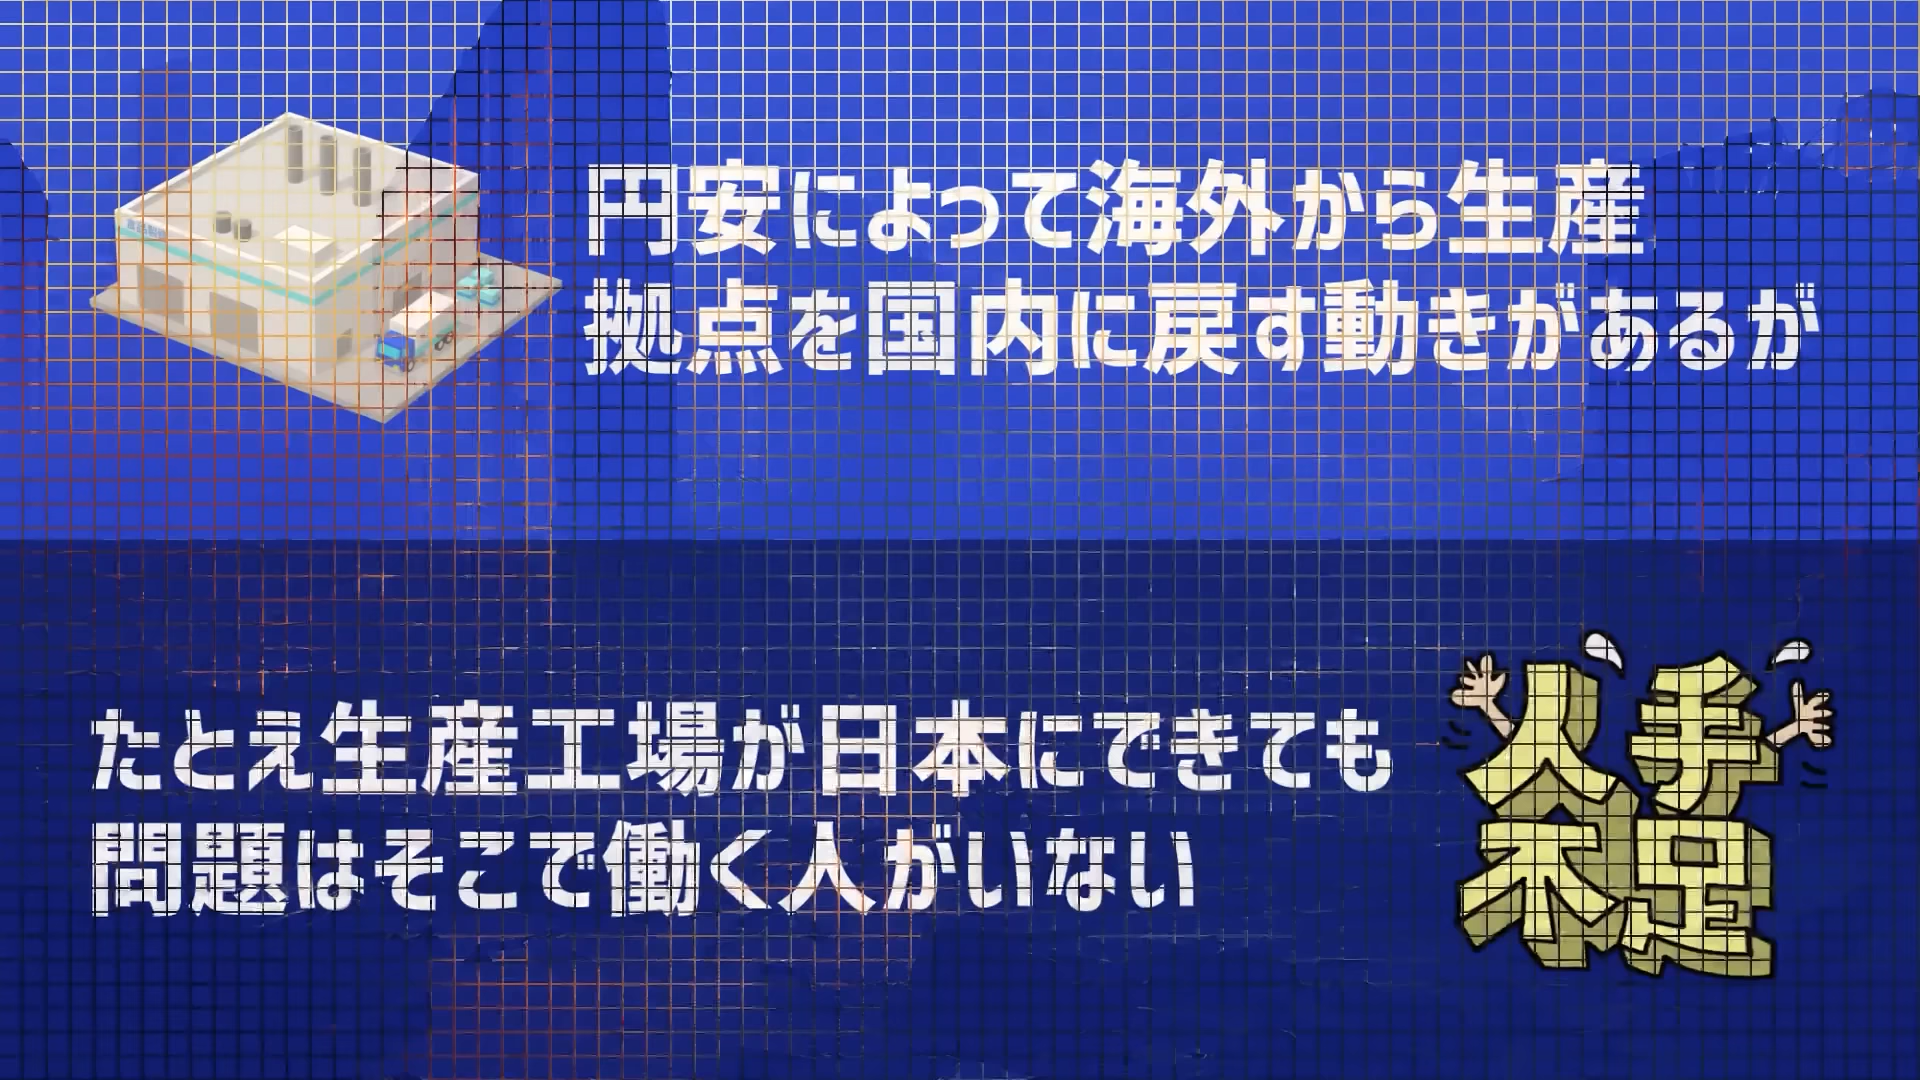 円安によって海外から生産
拠点を国内に戻す動きがあるが
たとえ生産工場が日本にできても
問題はそこで働く人がいない
人手
不足